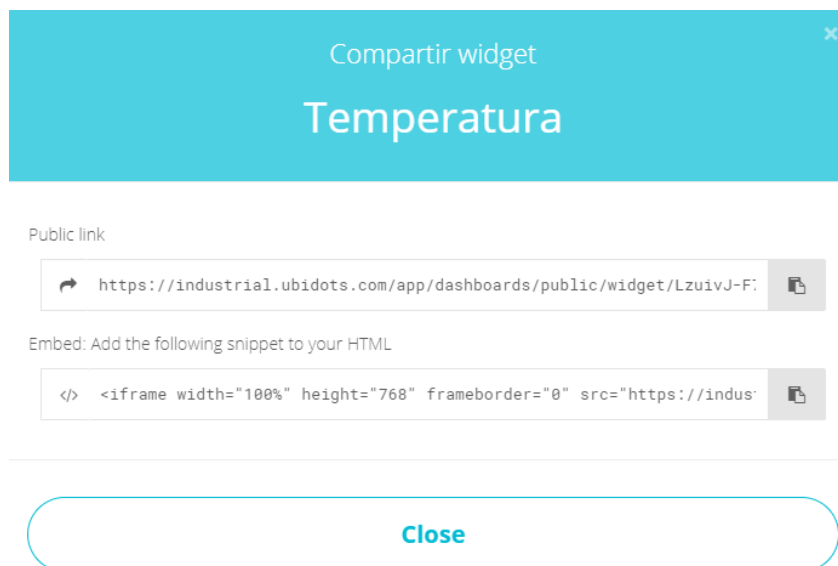 Compartir widget
Temperatura
Public link
https://industrial.ubidots.com/app/dashboards/public/widget/LzuivJ-F
Embed: Add the following snippet to your HTML
</> <iframe width="100%" height="768" frameborder="0" src="https://indus
Close